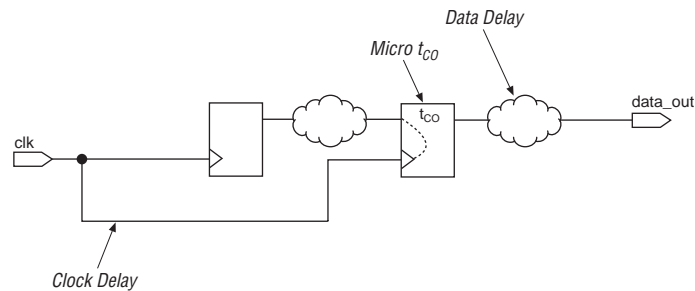 Data Delay
Micro tCO
tCO
data_out
clk
Clock Delay